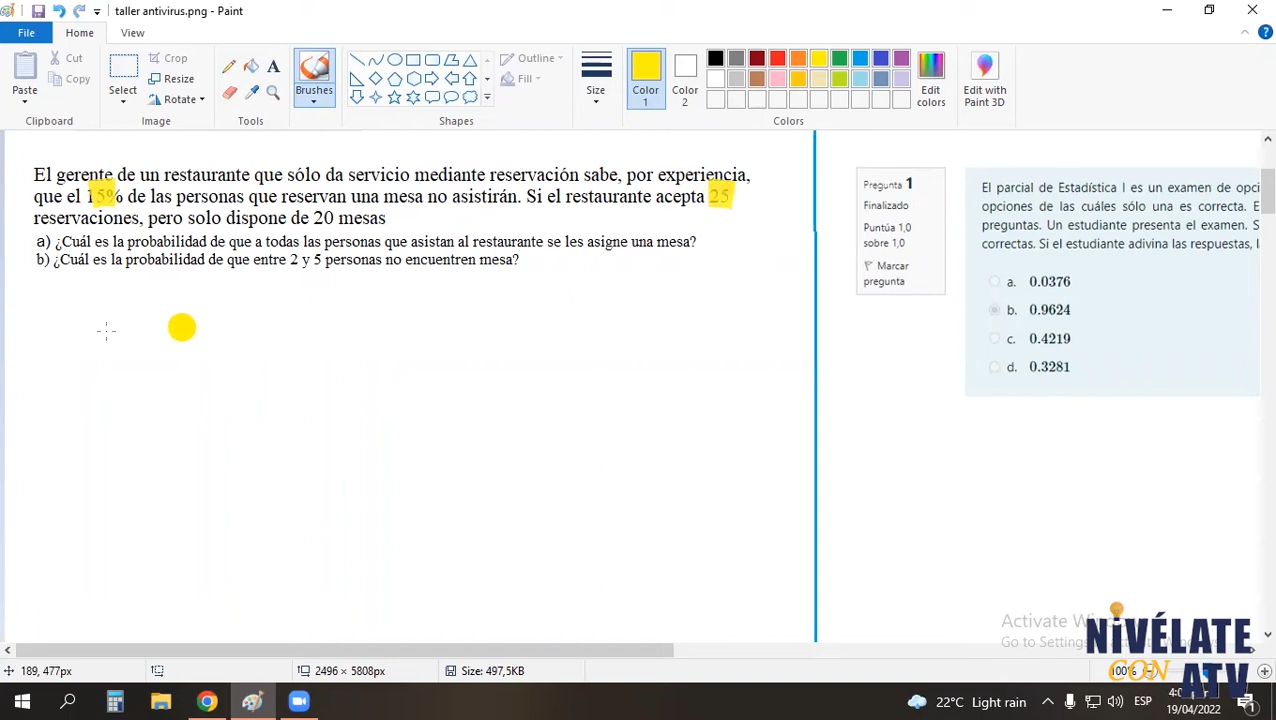 taller antivirus.png - Paint
File
Home
View
Paste
Cut
Copy
Clipboard
Select
Crop
Resize
Rotate
Image
Tools
Brushes
Shapes
Outline
Fill
Size
Color 1
Color 2
Edit colors
Colors
Edit with Paint 3D
El gerente de un restaurante que sólo da servicio mediante reservación sabe, por experiencia,
que el 15% de las personas que reservan una mesa no asistirán. Si el restaurante acepta 25
reservaciones, pero solo dispone de 20 mesas
a) ¿Cuál es la probabilidad de que a todas las personas que asistan al restaurante se les asigne una mesa?
b) ¿Cuál es la probabilidad de que entre 2 y 5 personas no encuentren mesa?
Pregunta 1
Finalizado
Puntúa 1,0
sobre 1,0
Marcar
pregunta
El parcial de Estadística I es un examen de opci
opciones de las cuáles sólo una es correcta. E
preguntas. Un estudiante presenta el examen. S
correctas. Si el estudiante adivina las respuestas, l
a. 0.0376
b. 0.9624
c. 0.4219
d. 0.3281
Activate
Go to Settings
NIVÉLATE
CON
ATV
189, 477px
2496 × 5808px
Size: 497,5KB
100%
22°C Light rain
ESP
19/04/2022
1